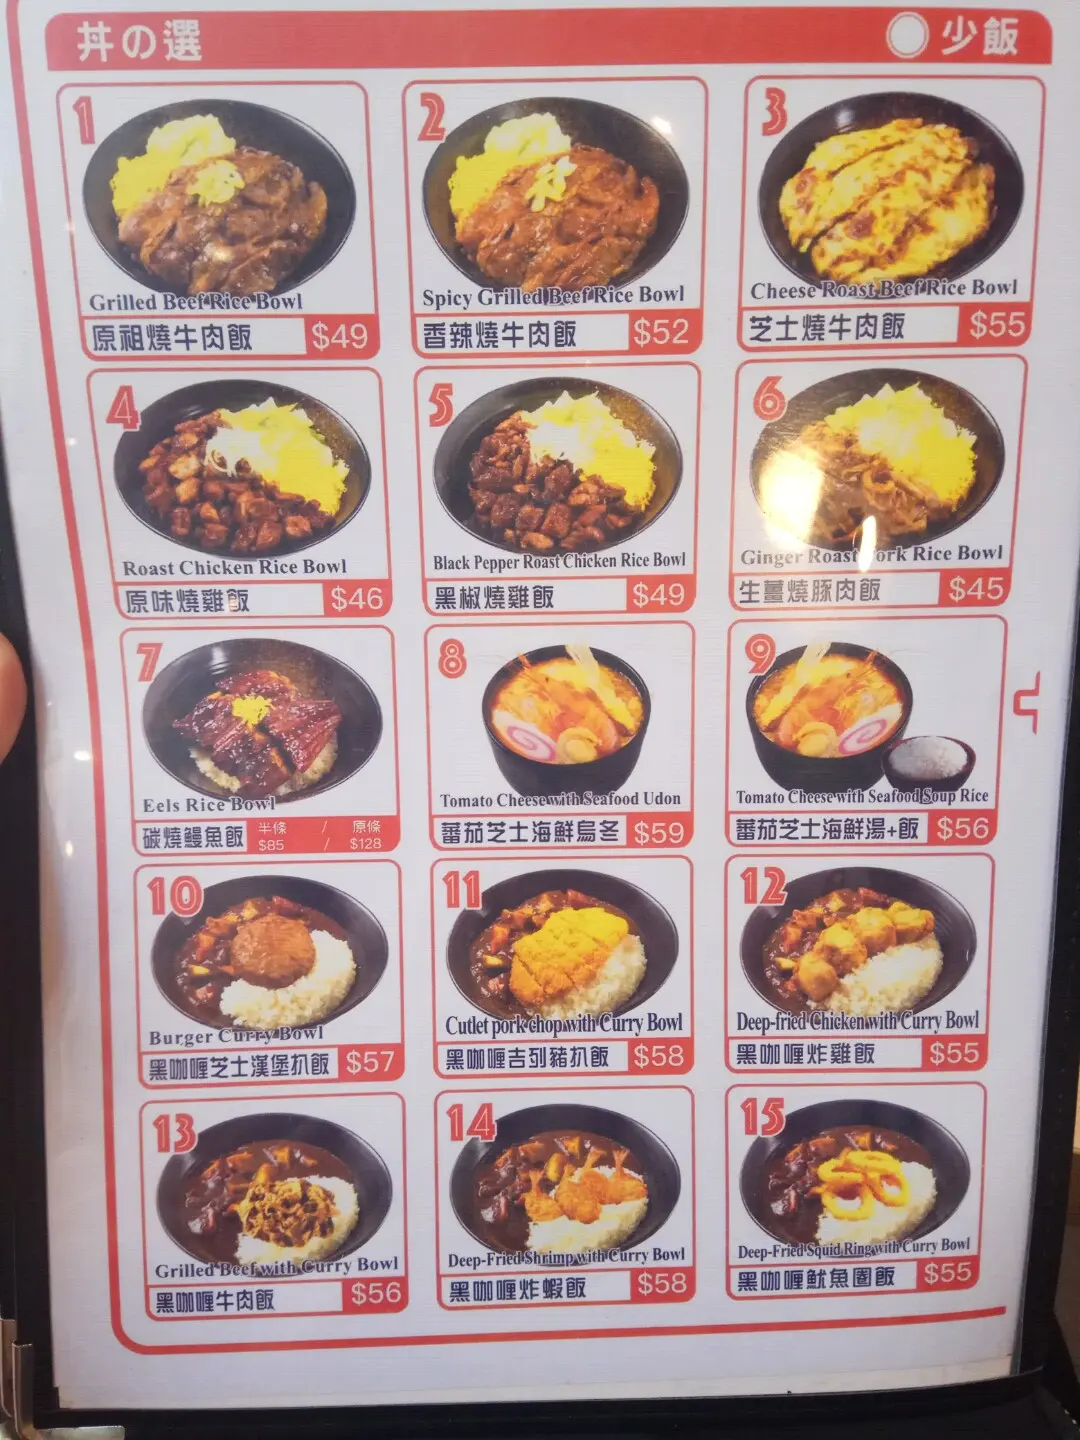 丼の選
少飯
1
Grilled Beef Rice Bowl
原祖燒牛肉飯 $49
2
Spicy Grilled Beef Rice Bowl
香辣燒牛肉飯 $52
3
Cheese Roast Beef Rice Bowl
芝士燒牛肉飯 $55
4
Roast Chicken Rice Bowl
原味燒雞飯 $46
5
Black Pepper Roast Chicken Rice Bowl
黑椒燒雞飯 $49
6
Ginger Roast Pork Rice Bowl
生薑燒豚肉飯 $45
7
Eels Rice Bowl
碳燒鰻魚飯 半條 / 原條
$85 / $128
8
Tomato Cheese with Seafood Udon
蕃茄芝士海鮮烏冬 $59
9
Tomato Cheese with Seafood Soup Rice
蕃茄芝士海鮮湯+飯 $56
10
Burger Curry Bowl
黑咖喱芝士漢堡扒飯 $57
11
Cutlet pork chop with Curry Bowl
黑咖喱吉列豬扒飯 $58
12
Deep-fried Chicken with Curry Bowl
黑咖喱炸雞飯 $55
13
Grilled Beef with Curry Bowl
黑咖喱牛肉飯 $56
14
Deep-Fried Shrimp with Curry Bowl
黑咖喱炸蝦飯 $58
15
Deep-Fried Squid Ring with Curry Bowl
黑咖喱魷魚圈飯 $55